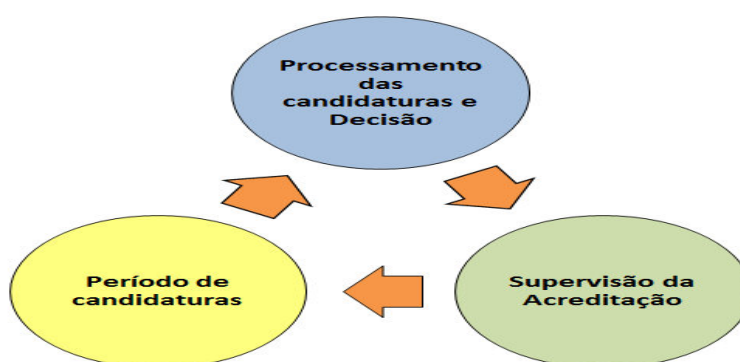 Processamento
das
candidaturas e
Decisão
Período de
candidaturas
Supervisão da
Acreditação